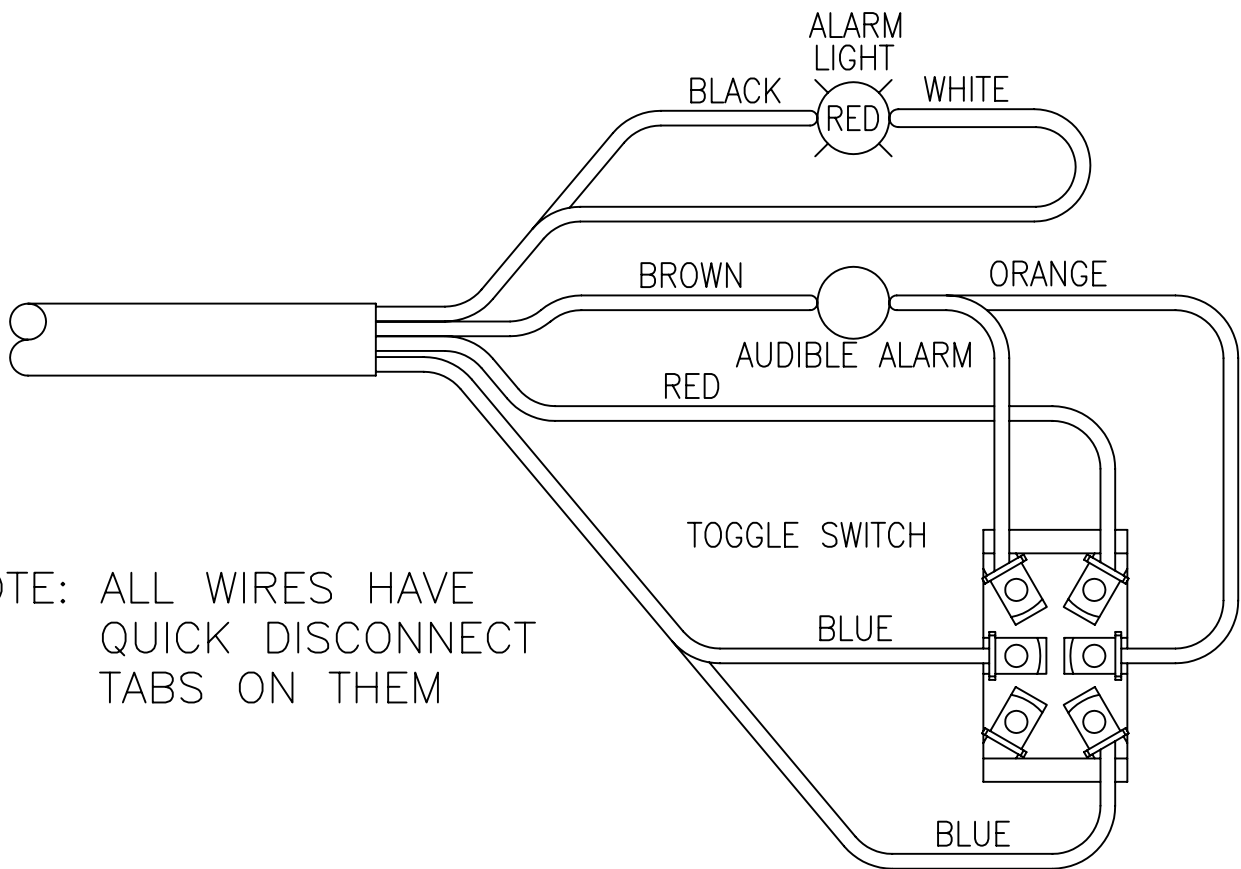 ALARM
LIGHT
BLACK
RED
WHITE
BROWN
ORANGE
AUDIBLE ALARM
RED
TOGGLE SWITCH
OTE: ALL WIRES HAVE
QUICK DISCONNECT
TABS ON THEM
BLUE
BLUE